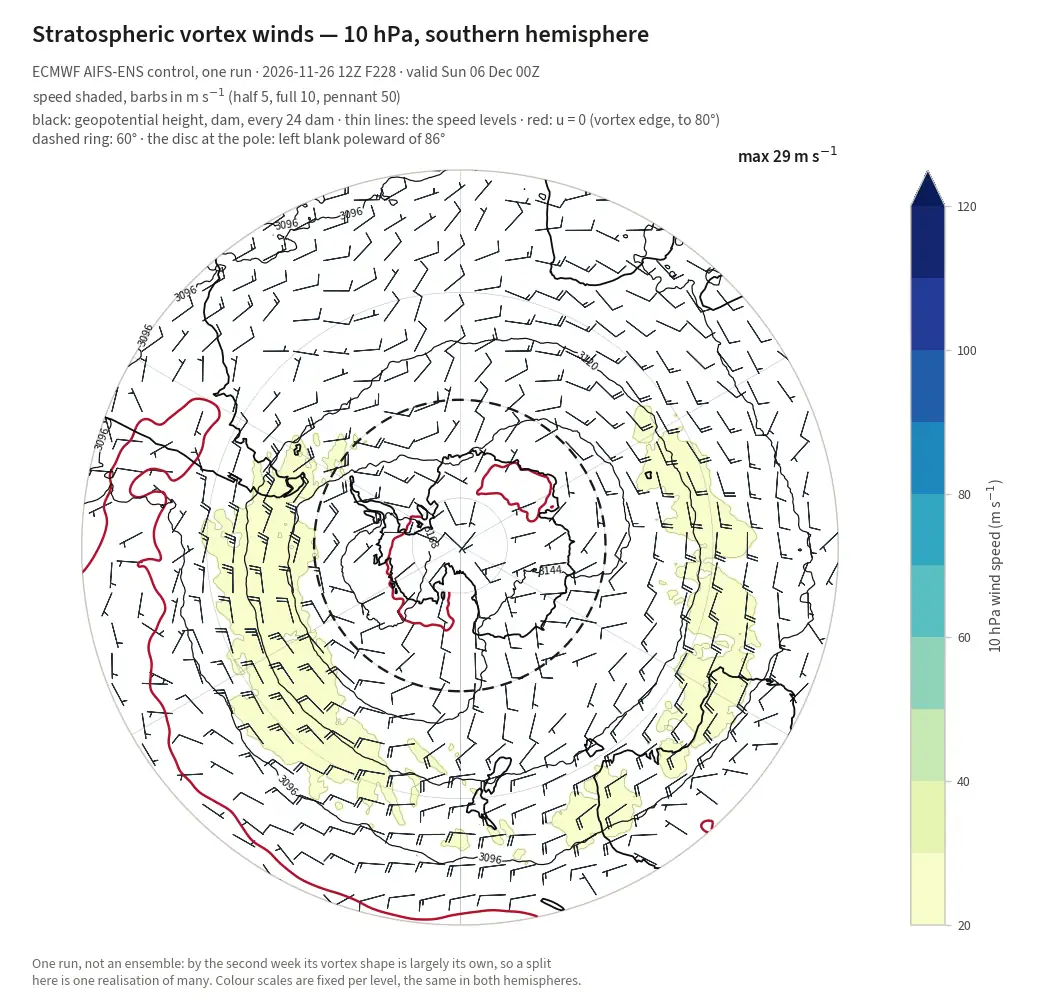 Stratospheric vortex winds — 10 hPa, southern hemisphere
ECMWF AIFS-ENS control, one run · 2026-11-26 12Z F228 · valid Sun 06 Dec 00Z
speed shaded, barbs in m s⁻¹ (half 5, full 10, pennant 50)
black: geopotential height, dam, every 24 dam · thin lines: the speed levels · red: u = 0 (vortex edge, to 80°)
dashed ring: 60° · the disc at the pole: left blank poleward of 86°
max 29 m s⁻¹
3096
3096
3096
3096
3096
3120
3144
3096
3096
120
100
80
60
40
20
10 hPa wind speed (m s⁻¹)
One run, not an ensemble: by the second week its vortex shape is largely its own, so a split
here is one realisation of many. Colour scales are fixed per level, the same in both hemispheres.